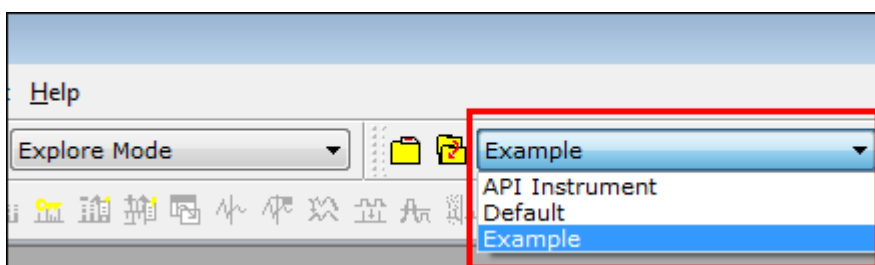 Help
Explore Mode
Example
API Instrument
Default
Example